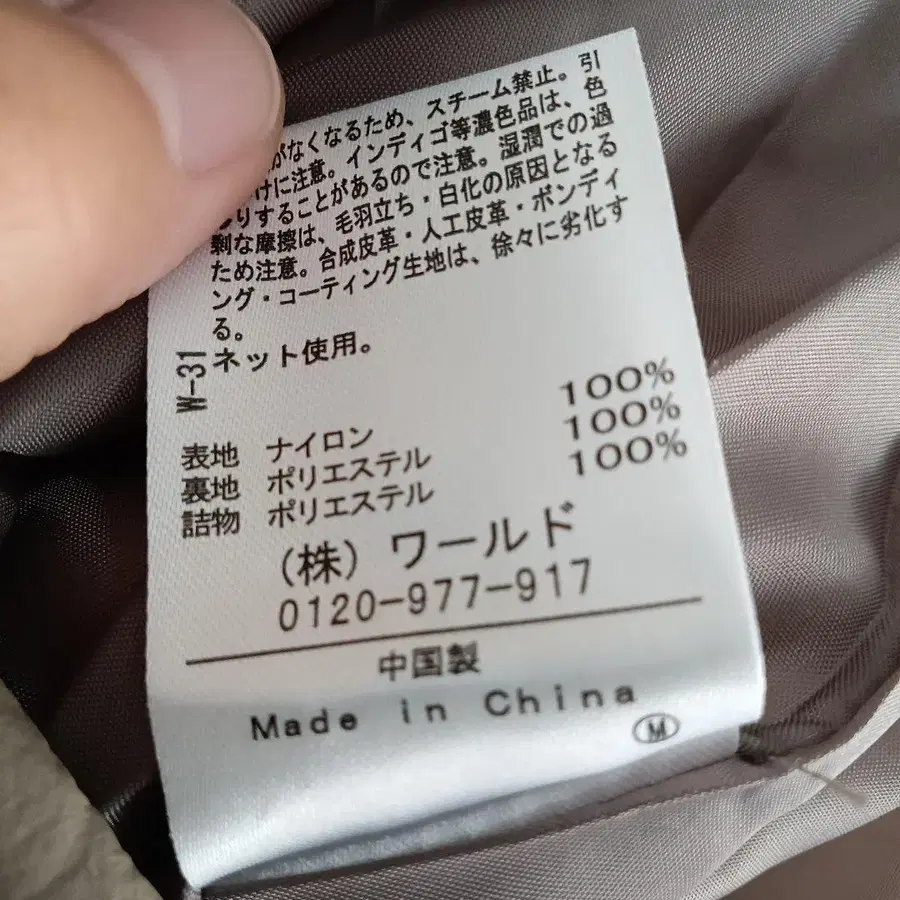 がなくなるため、スチーム禁止。引
けに注意。インディゴ等濃色品は、色
りすることがあるので注意。湿潤での過
剰な摩擦は、毛羽立ち・白化の原因となる
ため注意。合成皮革・人工皮革・ボンディ
ング・コーティング生地は、徐々に劣化す
る。
ネット使用。
W-31
表地 ナイロン 100%
裏地 ポリエステル 100%
詰物 ポリエステル 100%
(株) ワールド
0120-977-917
中国製
Made in China
M